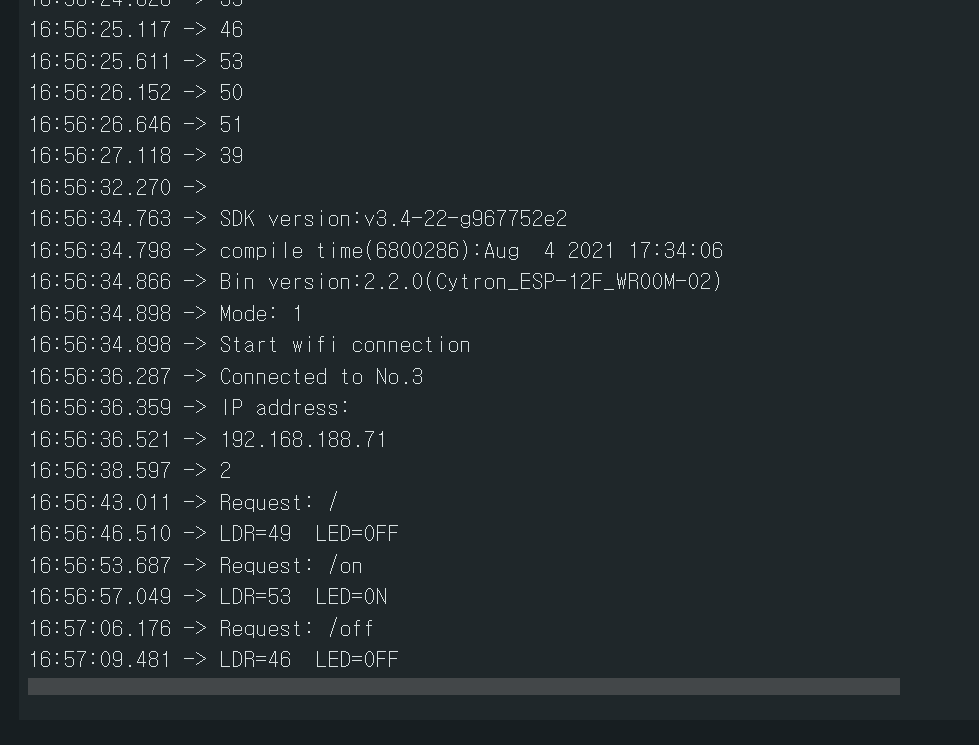 16:56:25.117 -> 46
16:56:25.611 -> 53
16:56:26.152 -> 50
16:56:26.646 -> 51
16:56:27.118 -> 39
16:56:32.270 ->
16:56:34.763 -> SDK version:v3.4-22-g967752e2
16:56:34.798 -> compile time(6800286):Aug  4 2021 17:34:06
16:56:34.866 -> Bin version:2.2.0(Cytron_ESP-12F_WROOM-02)
16:56:34.898 -> Mode: 1
16:56:34.898 -> Start wifi connection
16:56:36.287 -> Connected to No.3
16:56:36.359 -> IP address:
16:56:36.521 -> 192.168.188.71
16:56:38.597 -> 2
16:56:43.011 -> Request: /
16:56:46.510 -> LDR=49  LED=OFF
16:56:53.687 -> Request: /on
16:56:57.049 -> LDR=53  LED=ON
16:57:06.176 -> Request: /off
16:57:09.481 -> LDR=46  LED=OFF